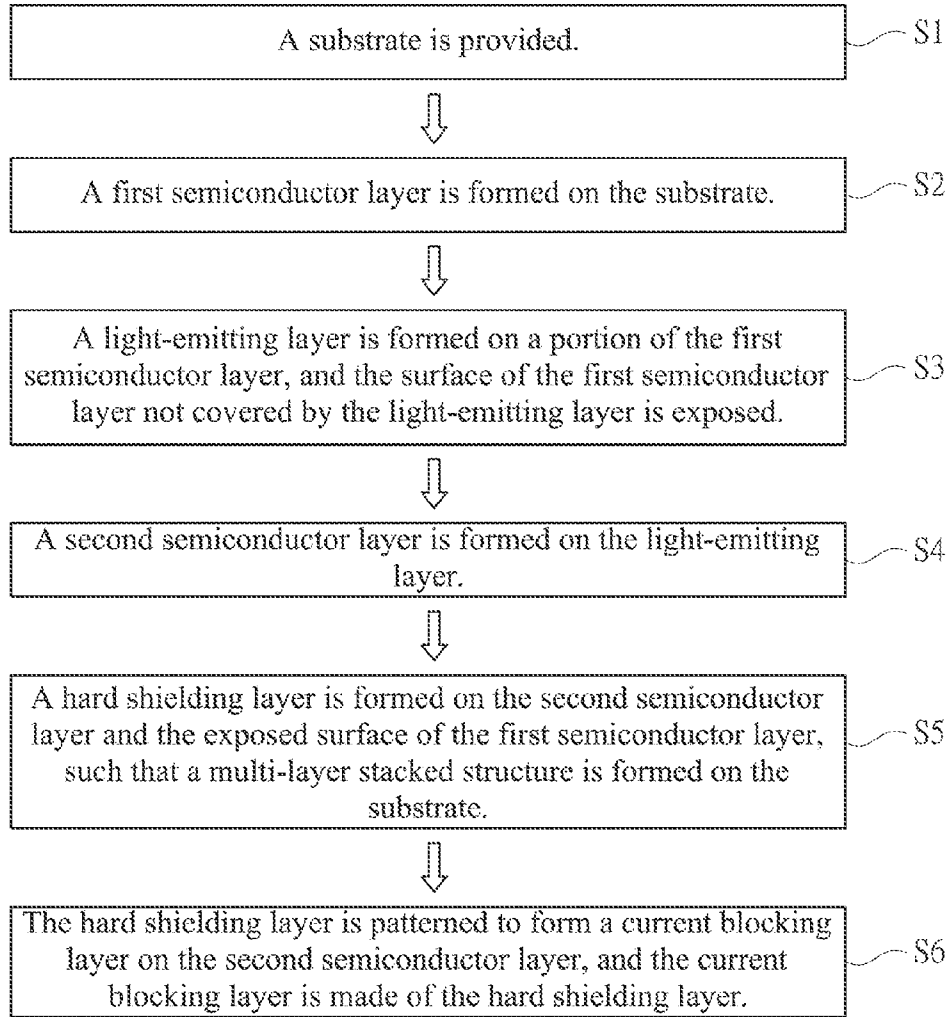 A substrate is provided.
S1
A first semiconductor layer is formed on the substrate.
S2
A light-emitting layer is formed on a portion of the first
semiconductor layer, and the surface of the first semiconductor
layer not covered by the light-emitting layer is exposed.
S3
A second semiconductor layer is formed on the light-emitting
layer.
S4
A hard shielding layer is formed on the second semiconductor
layer and the exposed surface of the first semiconductor layer,
such that a multi-layer stacked structure is formed on the
substrate.
S5
The hard shielding layer is patterned to form a current blocking
layer on the second semiconductor layer, and the current
blocking layer is made of the hard shielding layer.
S6